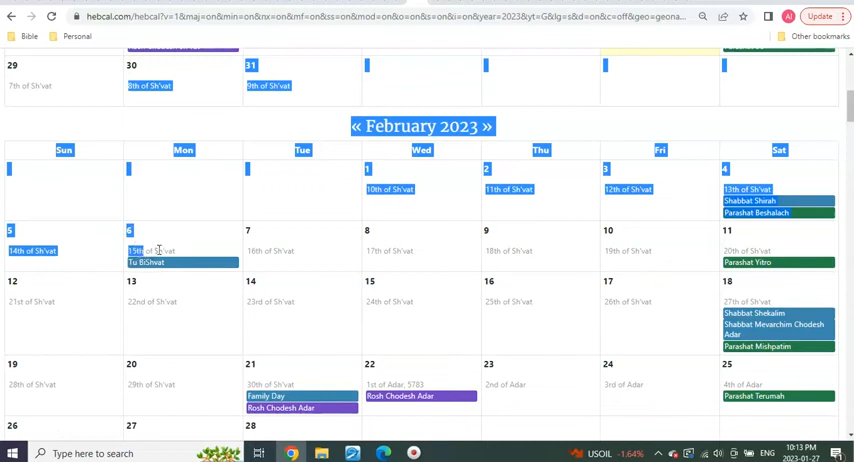 hebcal.com/hebcal?v=1&maj=on&min=on&nx=on&mf=on&ss=on&mod=on&o=on&s=on&i=on&year=2023&yt=G&lg=s&d=on&c=off&geo=geona...
AI
Update
Bible
Personal
Other bookmarks
29 30 31
7th of Sh'vat 8th of Sh'vat 9th of Sh'vat
« February 2023 »
Sun Mon Tue Wed Thu Fri Sat
1 2 3 4
10th of Sh'vat 11th of Sh'vat 12th of Sh'vat 13th of Sh'vat
Shabbat Shirah
Parashat Beshalach
5 6 7 8 9 10 11
14th of Sh'vat 15th of Sh'vat 16th of Sh'vat 17th of Sh'vat 18th of Sh'vat 19th of Sh'vat 20th of Sh'vat
Tu BiShvat Parashat Yitro
12 13 14 15 16 17 18
21st of Sh'vat 22nd of Sh'vat 23rd of Sh'vat 24th of Sh'vat 25th of Sh'vat 26th of Sh'vat 27th of Sh'vat
Shabbat Shekalim
Shabbat Mevarchim Chodesh
Adar
Parashat Mishpatim
19 20 21 22 23 24 25
28th of Sh'vat 29th of Sh'vat 30th of Sh'vat 1st of Adar, 5783 2nd of Adar 3rd of Adar 4th of Adar
Family Day Rosh Chodesh Adar Parashat Terumah
Rosh Chodesh Adar
26 27 28
Type here to search
USOIL -1.64%
ENG
10:13 PM
2023-01-27